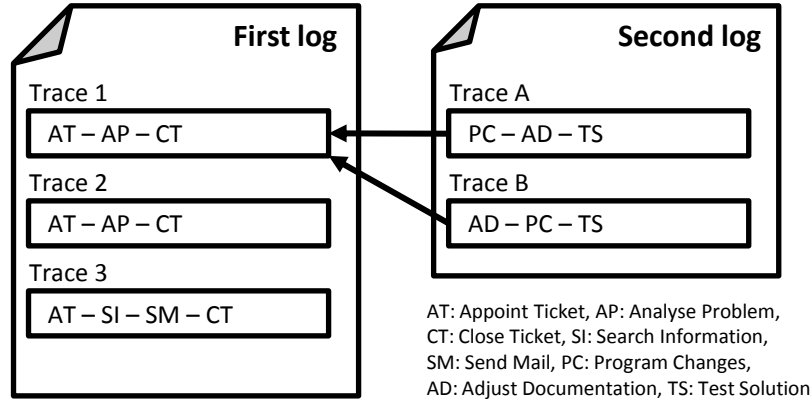 First log
Trace 1
AT – AP – CT
Trace 2
AT – AP – CT
Trace 3
AT – SI – SM – CT
Second log
Trace A
PC – AD – TS
Trace B
AD – PC – TS
AT: Appoint Ticket, AP: Analyse Problem,
CT: Close Ticket, SI: Search Information,
SM: Send Mail, PC: Program Changes,
AD: Adjust Documentation, TS: Test Solution